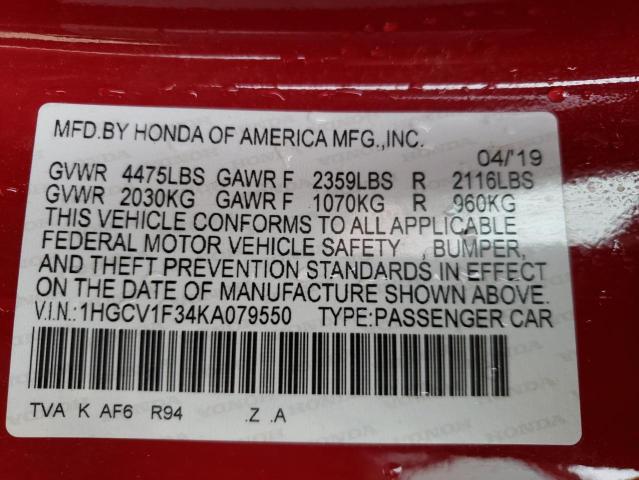 MFD.BY HONDA OF AMERICA MFG.,INC.
04/'19
GVWR 4475LBS GAWR F 2359LBS R 2116LBS
GVWR 2030KG GAWR F 1070KG R 960KG
THIS VEHICLE CONFORMS TO ALL APPLICABLE
FEDERAL MOTOR VEHICLE SAFETY , BUMPER,
AND THEFT PREVENTION STANDARDS IN EFFECT
ON THE DATE OF MANUFACTURE SHOWN ABOVE.
V.I.N.:1HGCV1F34KA079550 TYPE:PASSENGER CAR
TVA K AF6 R94 .Z .A